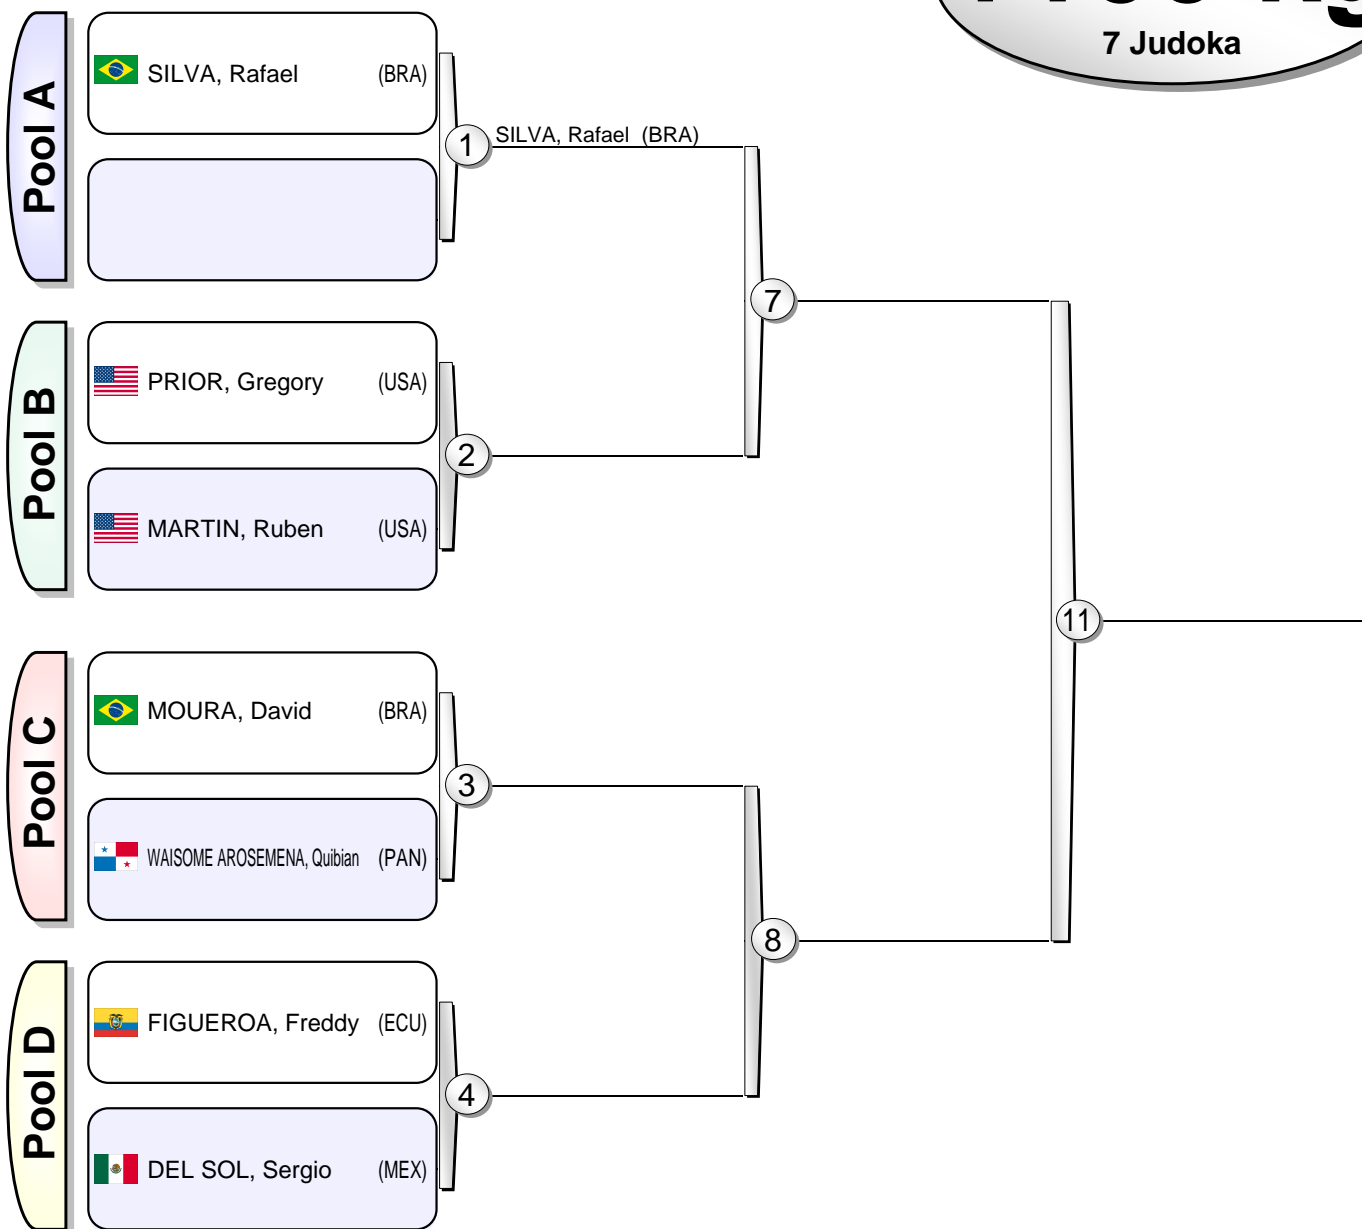 7 Judoka
Pool A
SILVA, Rafael (BRA)
1
SILVA, Rafael (BRA)
7
Pool B
PRIOR, Gregory (USA)
2
MARTIN, Ruben (USA)
11
Pool C
MOURA, David (BRA)
3
WAISOME AROSEMENA, Quibian (PAN)
8
Pool D
FIGUEROA, Freddy (ECU)
4
DEL SOL, Sergio (MEX)